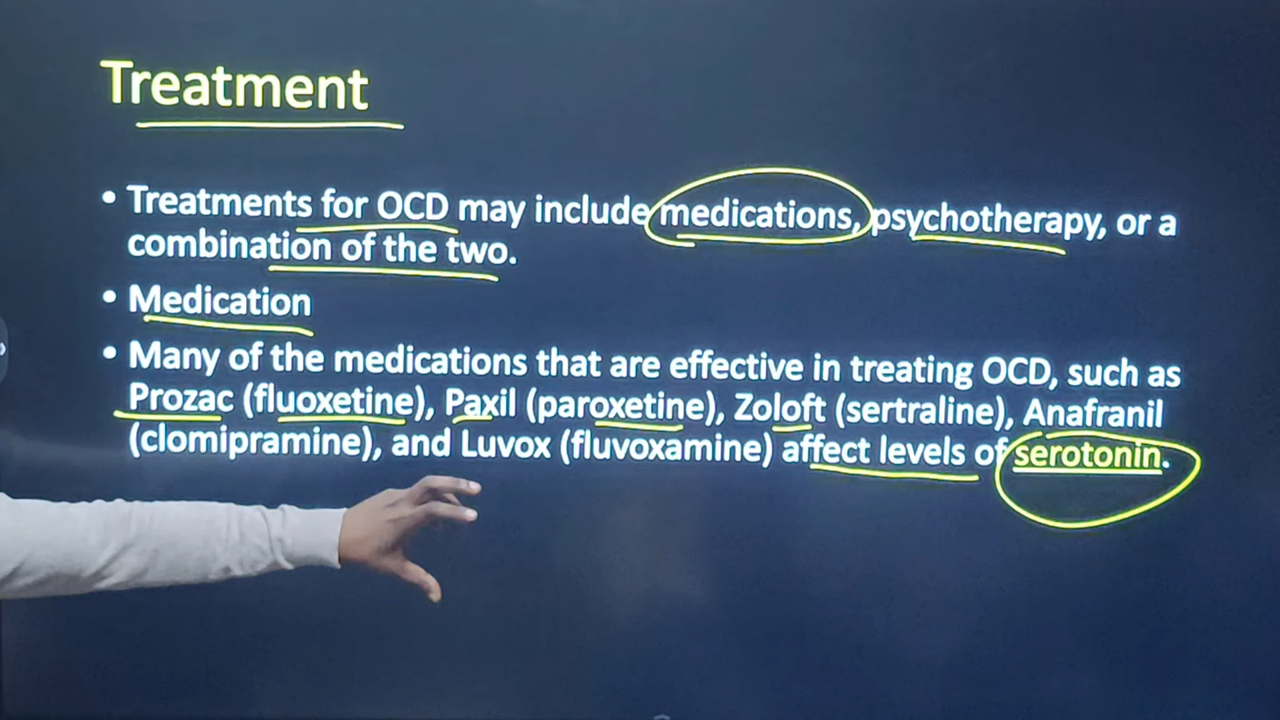 Treatment
• Treatments for OCD may include medications, psychotherapy, or a
combination of the two.
• Medication
• Many of the medications that are effective in treating OCD, such as
Prozac (fluoxetine), Paxil (paroxetine), Zoloft (sertraline), Anafranil
(clomipramine), and Luvox (fluvoxamine) affect levels of serotonin.